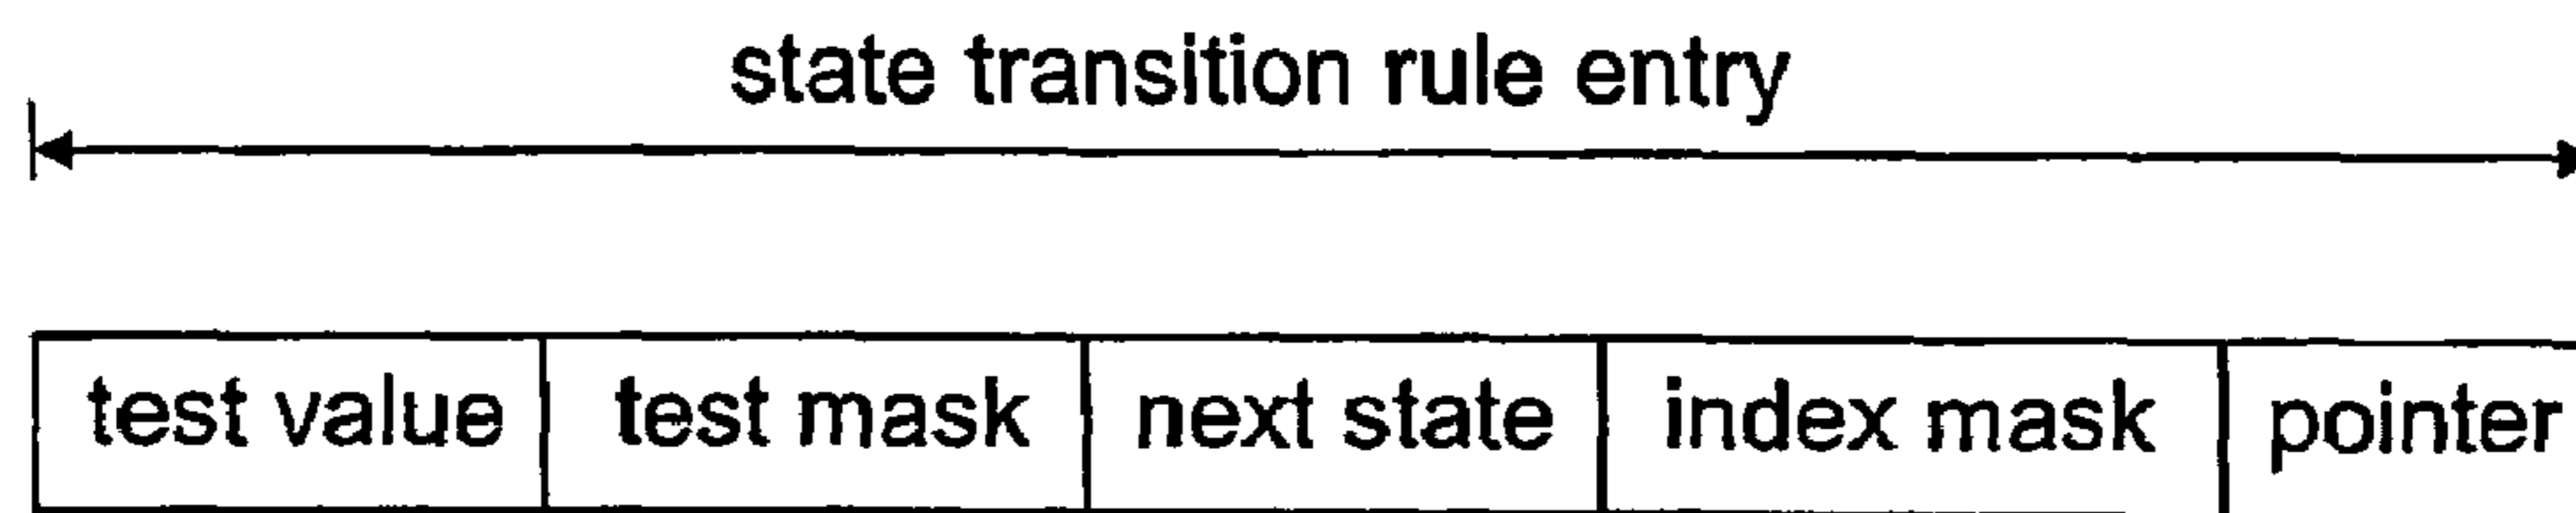 state transition rule entry
test value test mask next state index mask pointer